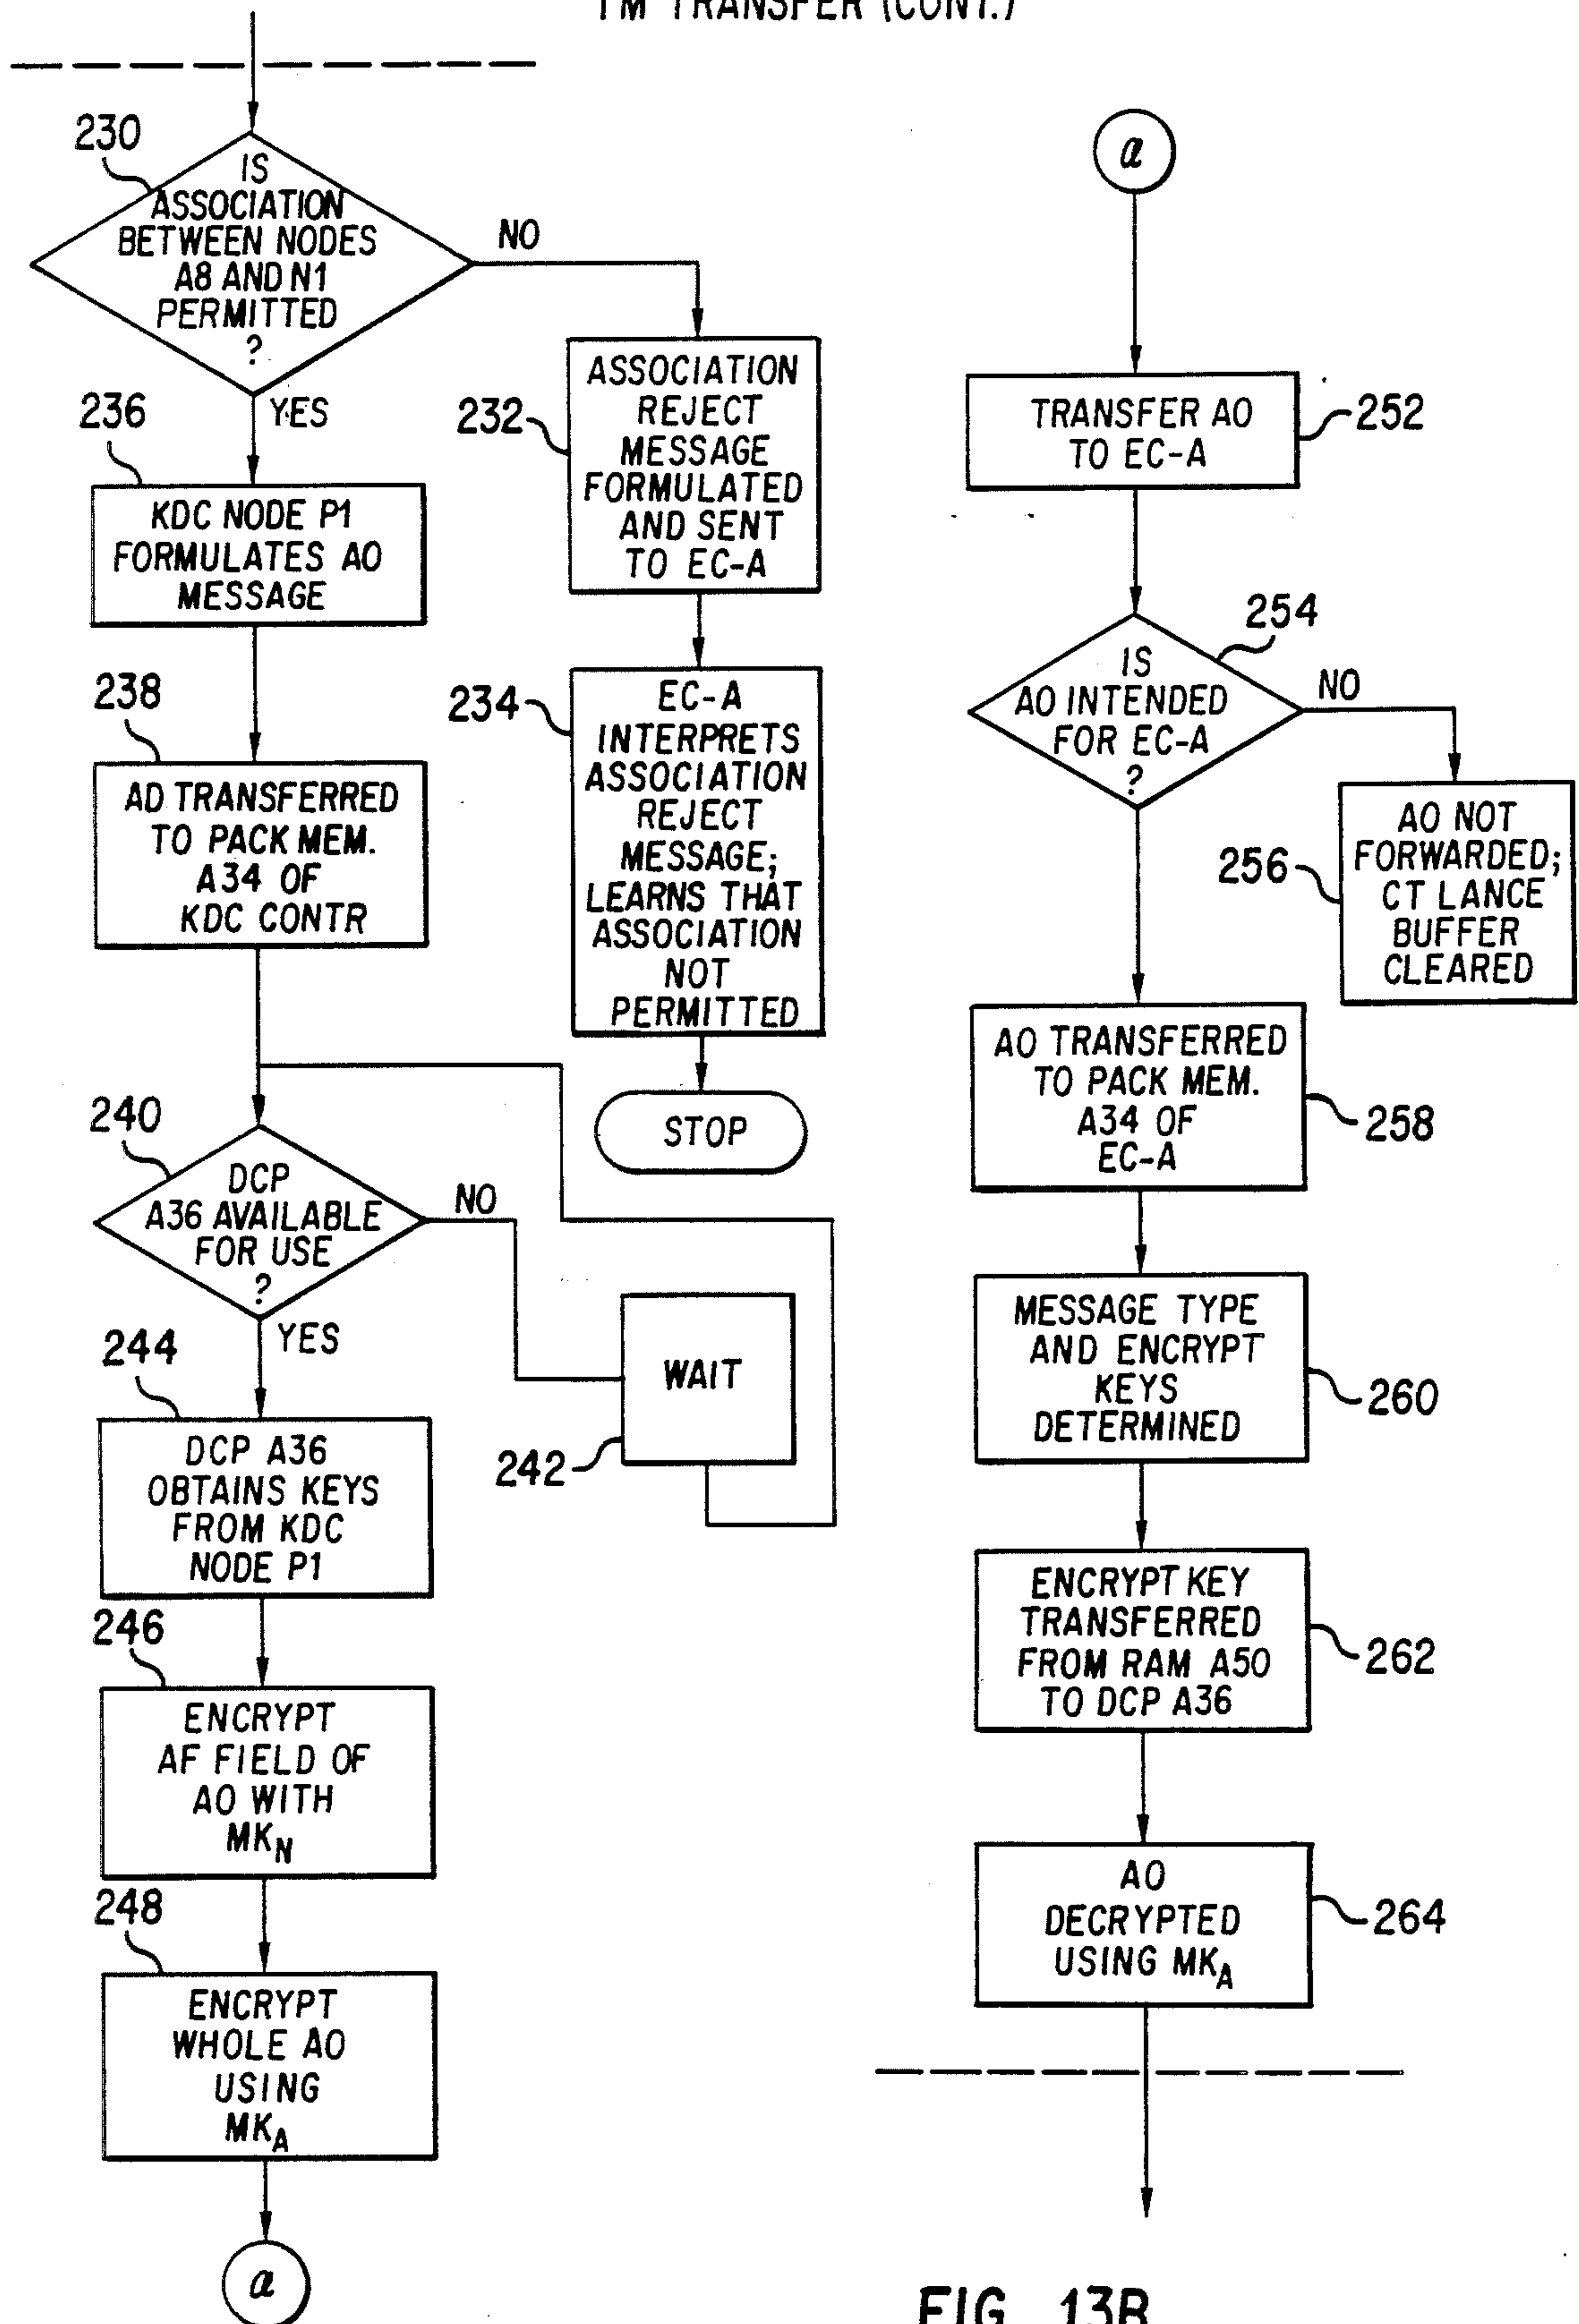 TM TRANSFER (CONT.)
230
IS
ASSOCIATION
BETWEEN NODES
A8 AND N1
PERMITTED
?
NO
YES
232
ASSOCIATION
REJECT
MESSAGE
FORMULATED
AND SENT
TO EC-A
234
EC-A
INTERPRETS
ASSOCIATION
REJECT
MESSAGE;
LEARNS THAT
ASSOCIATION
NOT
PERMITTED
STOP
236
KDC NODE P1
FORMULATES AO
MESSAGE
238
AD TRANSFERRED
TO PACK MEM.
A34 OF
KDC CONTR
240
DCP
A36 AVAILABLE
FOR USE
?
NO
YES
WAIT
242
244
DCP A36
OBTAINS KEYS
FROM KDC
NODE P1
246
ENCRYPT
AF FIELD OF
AO WITH
MKN
248
ENCRYPT
WHOLE AO
USING
MKA
a
a
TRANSFER AO
TO EC-A
252
254
IS
AO INTENDED
FOR EC-A
?
NO
256
AO NOT
FORWARDED;
CT LANCE
BUFFER
CLEARED
AO TRANSFERRED
TO PACK MEM.
A34 OF
EC-A
258
MESSAGE TYPE
AND ENCRYPT
KEYS
DETERMINED
260
ENCRYPT KEY
TRANSFERRED
FROM RAM A50
TO DCP A36
262
AO
DECRYPTED
USING MKA
264
FIG. 13B